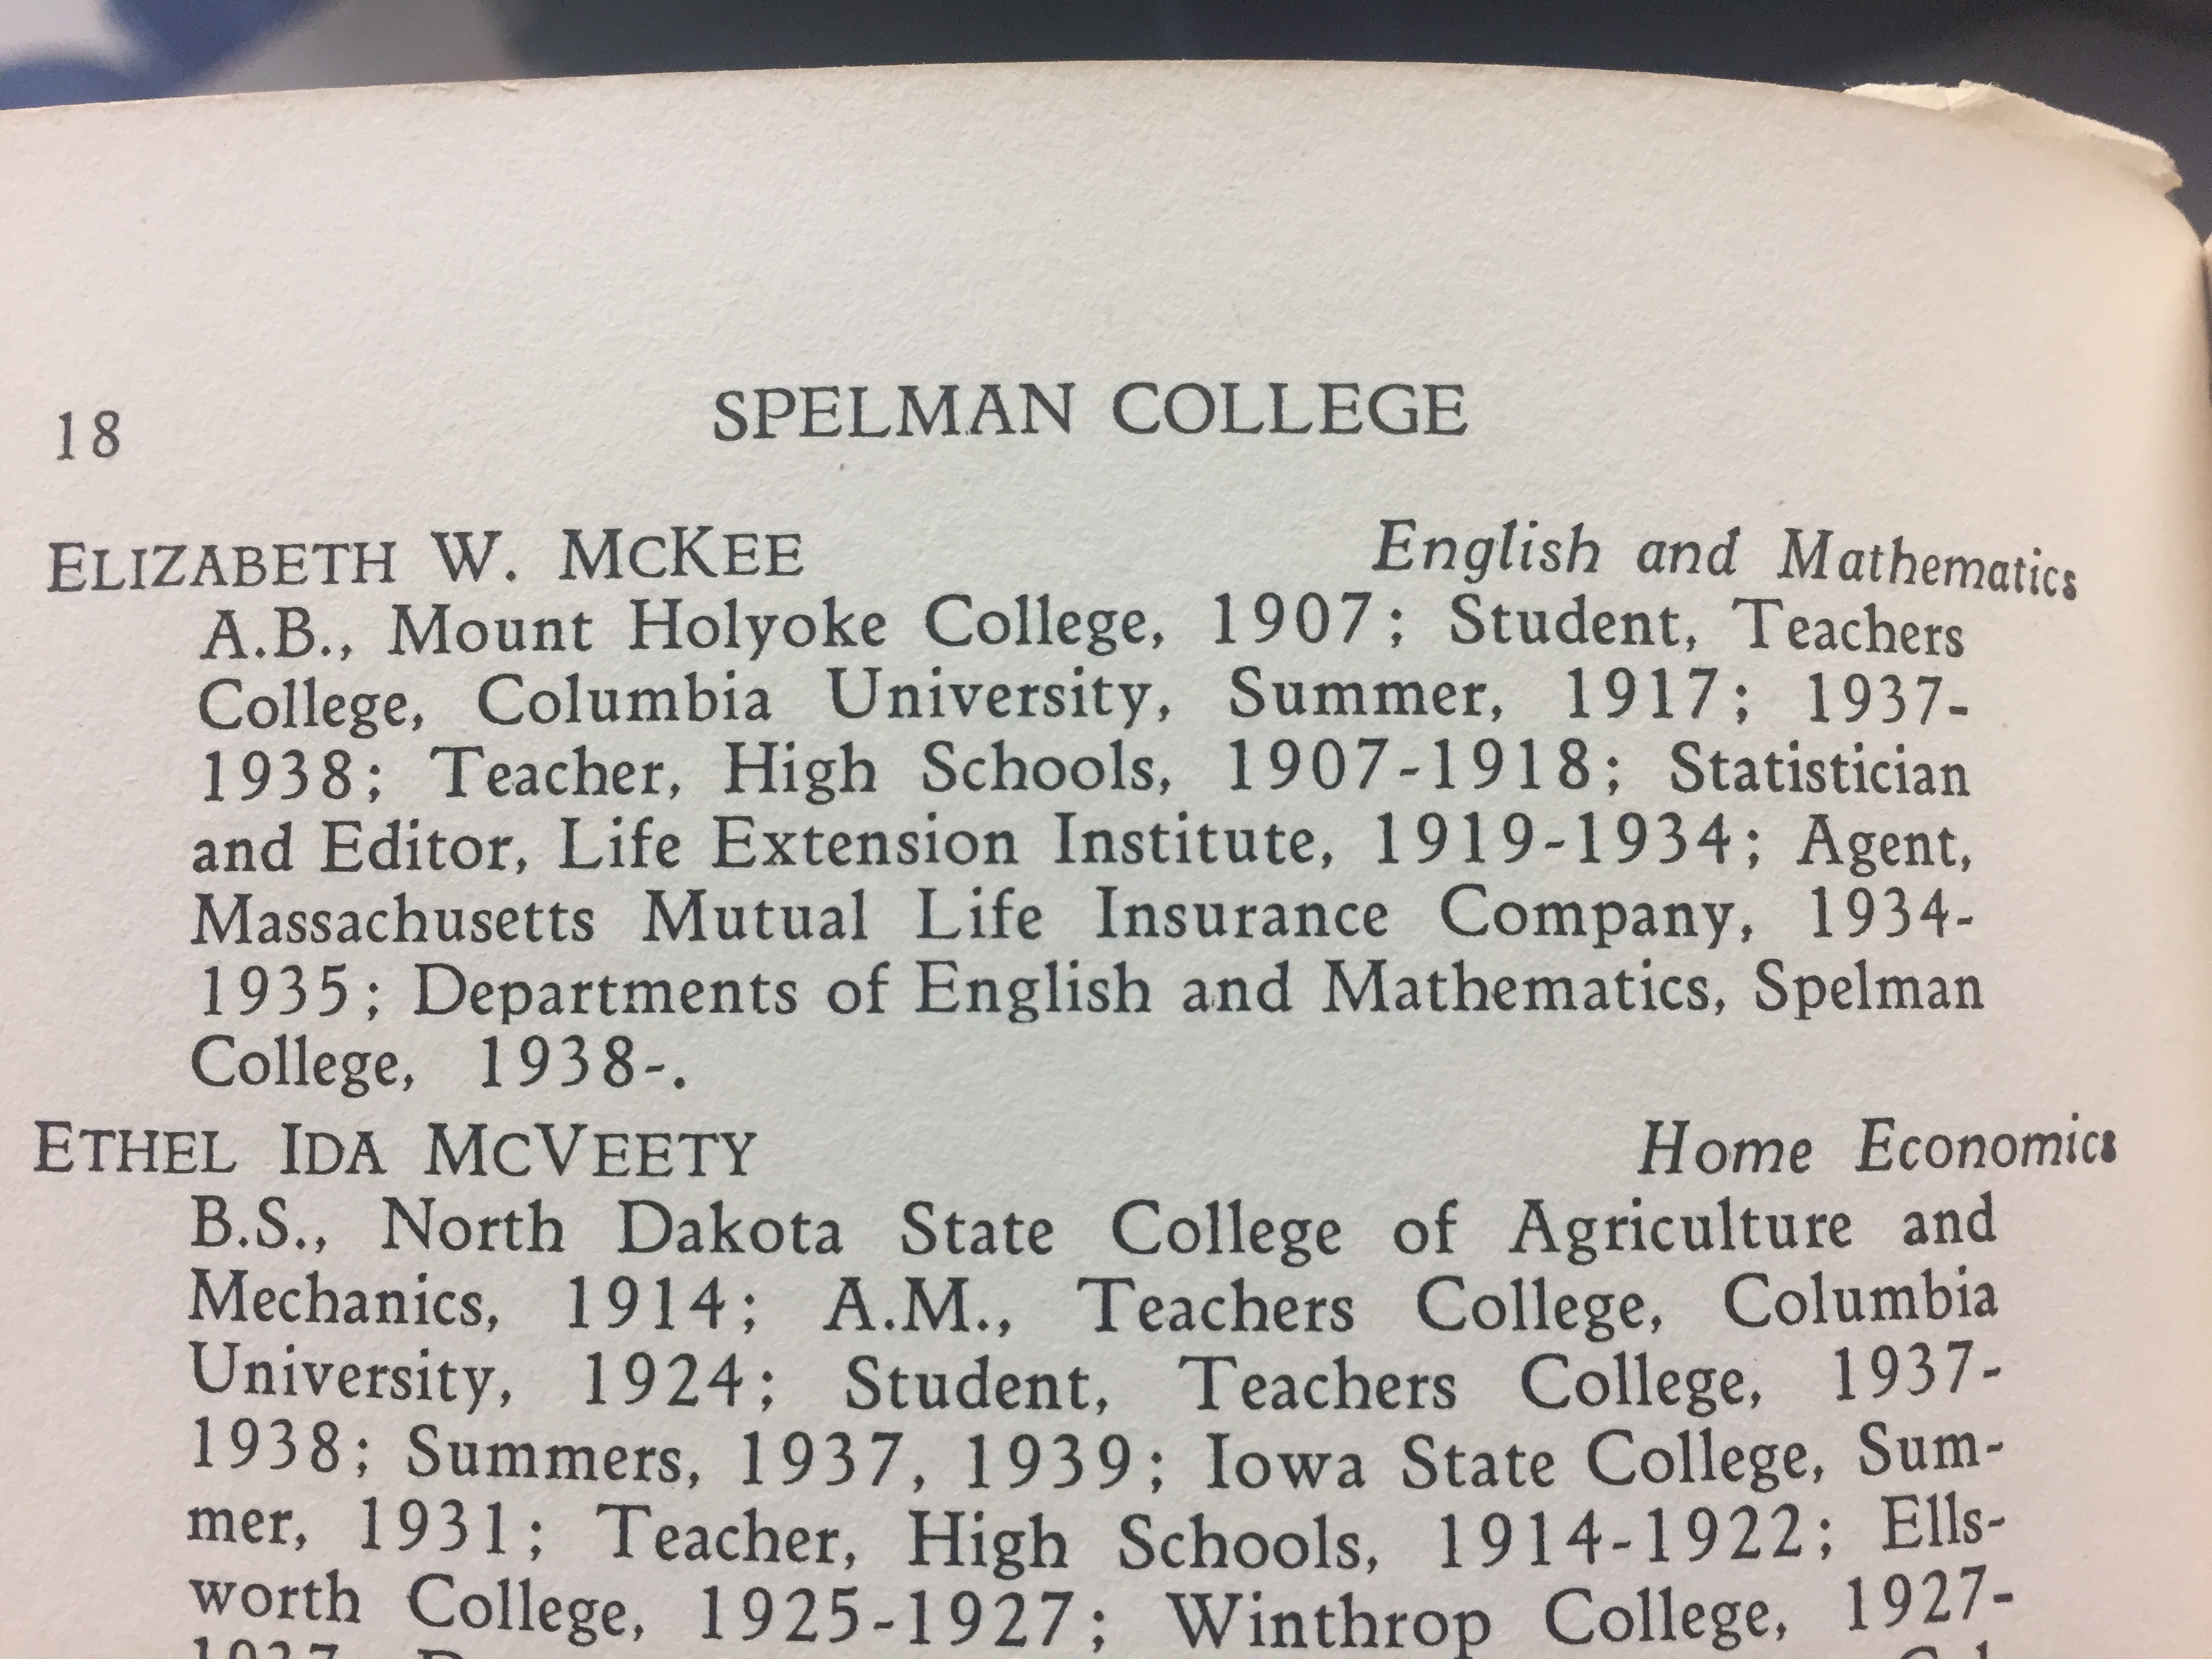 18 SPELMAN COLLEGE
ELIZABETH W. MCKEE English and Mathematics
A.B., Mount Holyoke College, 1907; Student, Teachers
College, Columbia University, Summer, 1917; 1937-
1938; Teacher, High Schools, 1907-1918; Statistician
and Editor, Life Extension Institute, 1919-1934; Agent,
Massachusetts Mutual Life Insurance Company, 1934-
1935; Departments of English and Mathematics, Spelman
College, 1938-.
ETHEL IDA MCVEETY Home Economics
B.S., North Dakota State College of Agriculture and
Mechanics, 1914; A.M., Teachers College, Columbia
University, 1924; Student, Teachers College, 1937-
1938; Summers, 1937, 1939; Iowa State College, Sum-
mer, 1931; Teacher, High Schools, 1914-1922; Ells-
worth College, 1925-1927; Winthrop College, 1927-